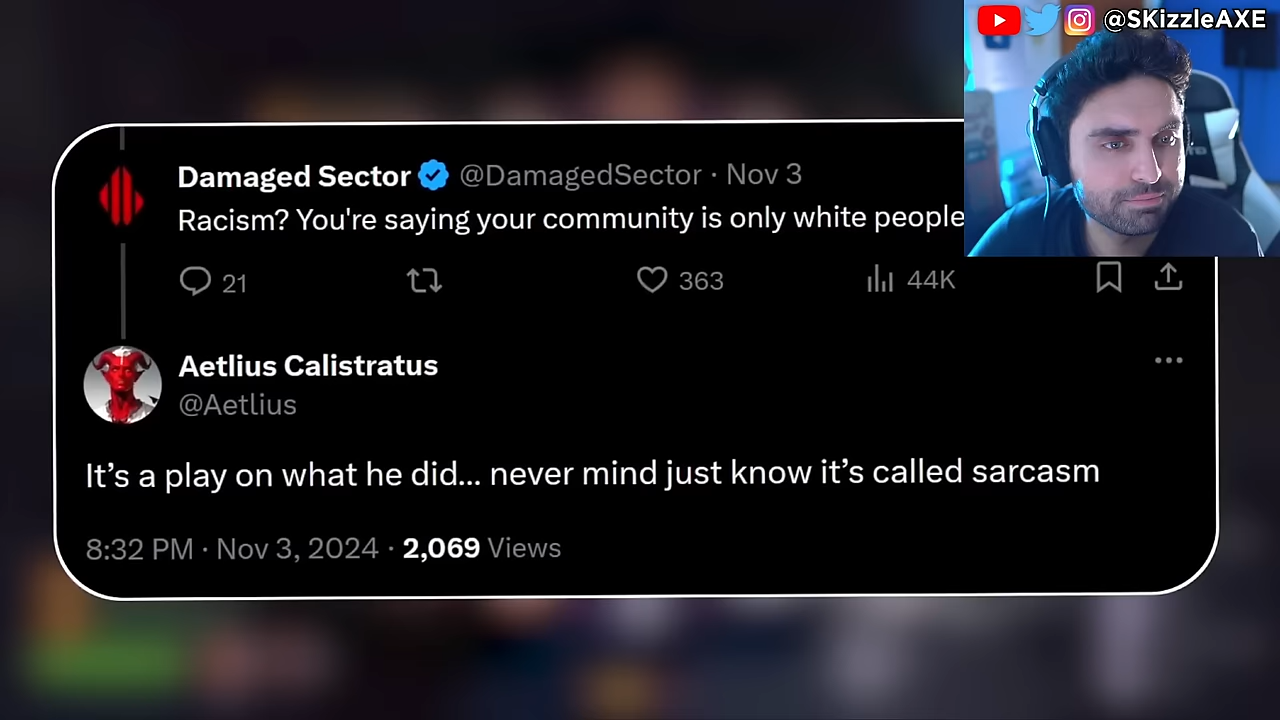 @SKizzleAXE
Damaged Sector @DamagedSector · Nov 3
Racism? You're saying your community is only white people
21 363 44K
Aetlius Calistratus
@Aetlius
It's a play on what he did... never mind just know it's called sarcasm
8:32 PM · Nov 3, 2024 · 2,069 Views